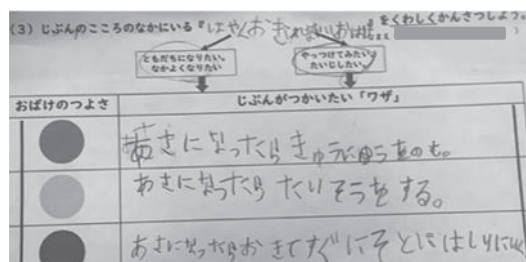 (3) じぶんのこころのなかにいる『はやくおきれないおばけ をくわしくかんさつしよう。
ともだちになりたい。
なかよくなりたい
やっつけてみたい
たいじしたい。
おばけのつよさ
じぶんがつかいたい「ワザ」
あさになったらきゅうにゅうをのむ。
あさになったらたいそうをする。
あさになったらおきてすぐにそとにはしりにいく